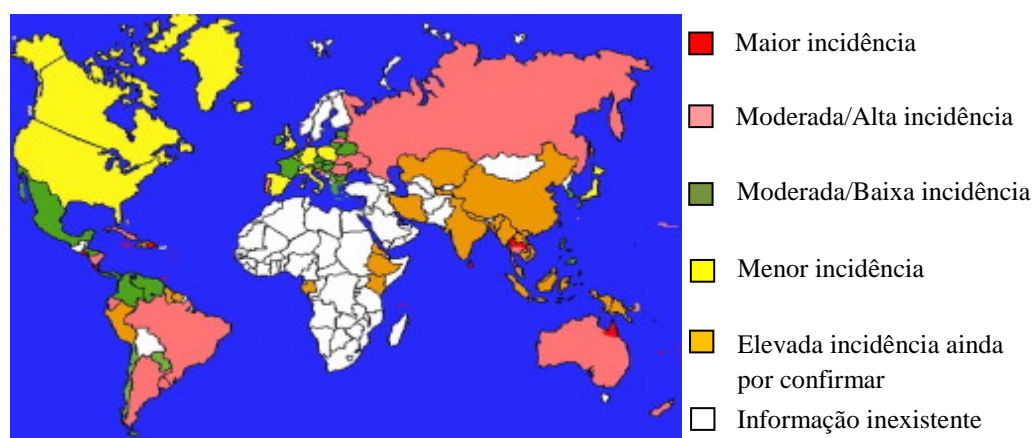 Maior incidência
Moderada/Alta incidência
Moderada/Baixa incidência
Menor incidência
Elevada incidência ainda
por confirmar
Informação inexistente